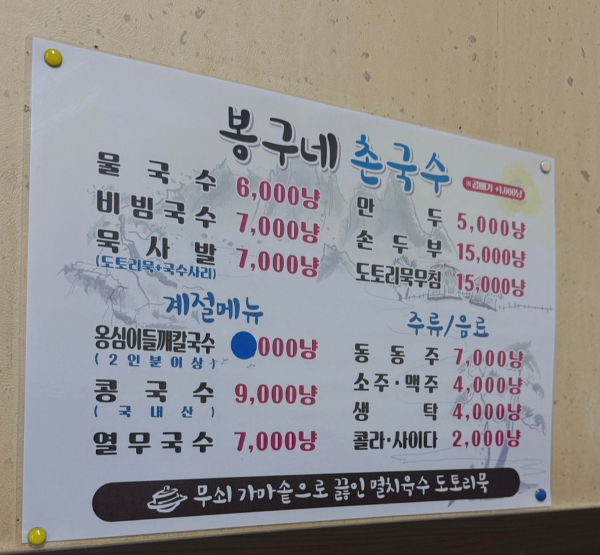 봉구네 촌국수
※곱빼기 +1,000냥
물국수 6,000냥
비빔국수 7,000냥
묵사발 7,000냥
(도토리묵+국수사리)
계절메뉴
옹심이들깨칼국수 000냥
(2인분이상)
콩국수 9,000냥
(국내산)
열무국수 7,000냥
만두 5,000냥
손두부 15,000냥
도토리묵무침 15,000냥
주류/음료
동동주 7,000냥
소주·맥주 4,000냥
생탁 4,000냥
콜라·사이다 2,000냥
무쇠 가마솥으로 끓인 멸치육수 도토리묵